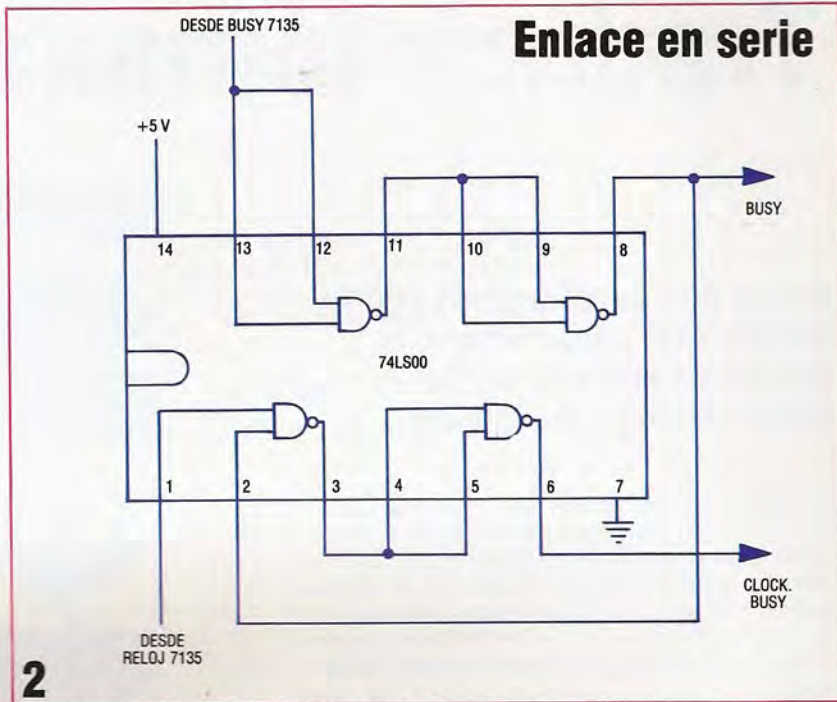 DESDE BUSY 7135
Enlace en serie
+5 V
BUSY
14 13 12 11 10 9 8
74LS00
1 2 3 4 5 6 7
CLOCK.
BUSY
DESDE
RELOJ 7135
2